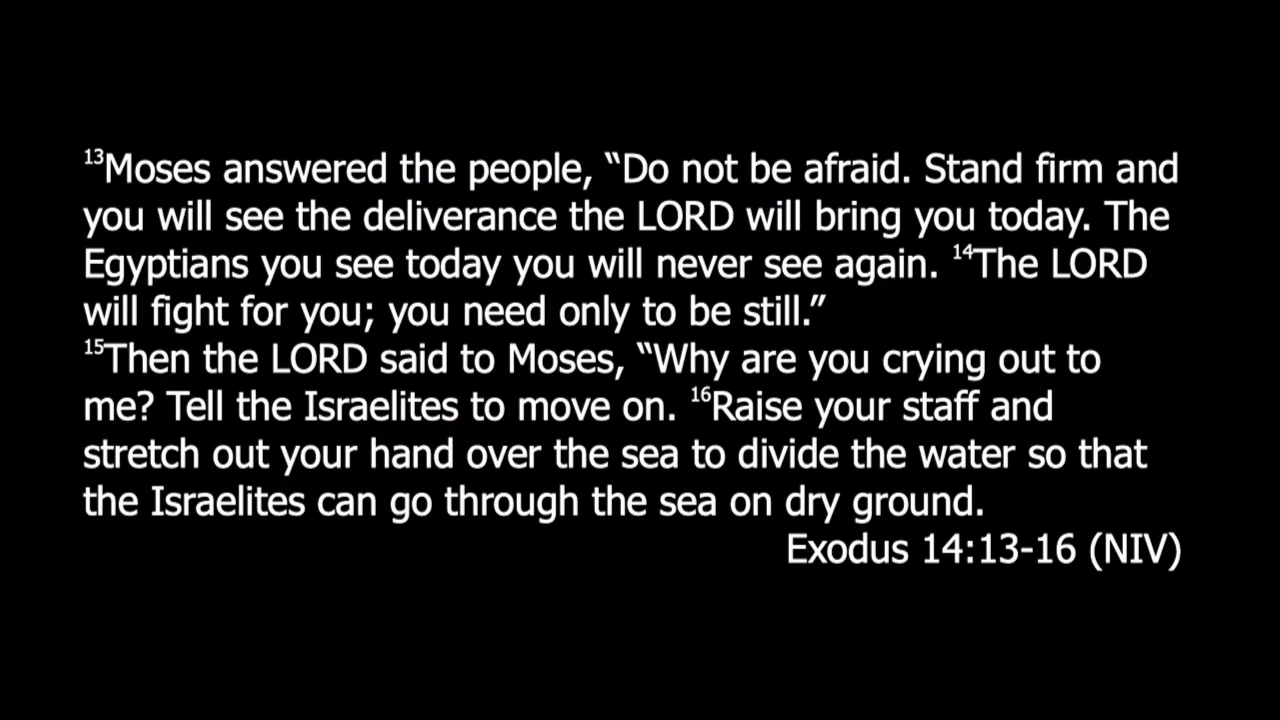 ¹³Moses answered the people, “Do not be afraid. Stand firm and
you will see the deliverance the LORD will bring you today. The
Egyptians you see today you will never see again. ¹⁴The LORD
will fight for you; you need only to be still.”
¹⁵Then the LORD said to Moses, “Why are you crying out to
me? Tell the Israelites to move on. ¹⁶Raise your staff and
stretch out your hand over the sea to divide the water so that
the Israelites can go through the sea on dry ground.
Exodus 14:13-16 (NIV)